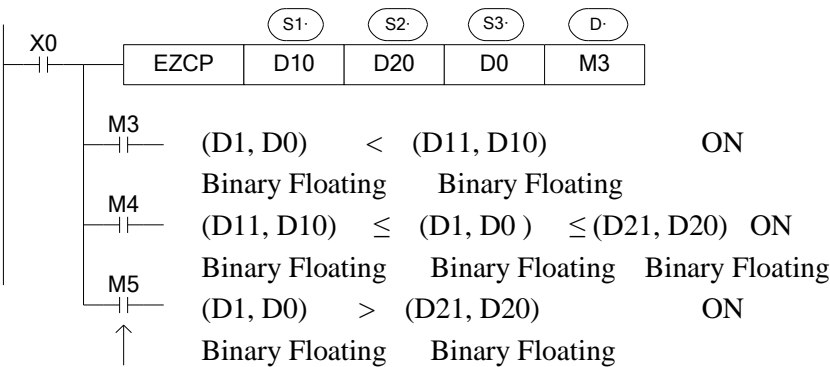 S1· S2· S3· D·
X0
EZCP D10 D20 D0 M3
M3
(D1, D0) < (D11, D10) ON
Binary Floating Binary Floating
M4
(D11, D10) ≤ (D1, D0 ) ≤ (D21, D20) ON
Binary Floating Binary Floating Binary Floating
M5
(D1, D0) > (D21, D20) ON
Binary Floating Binary Floating